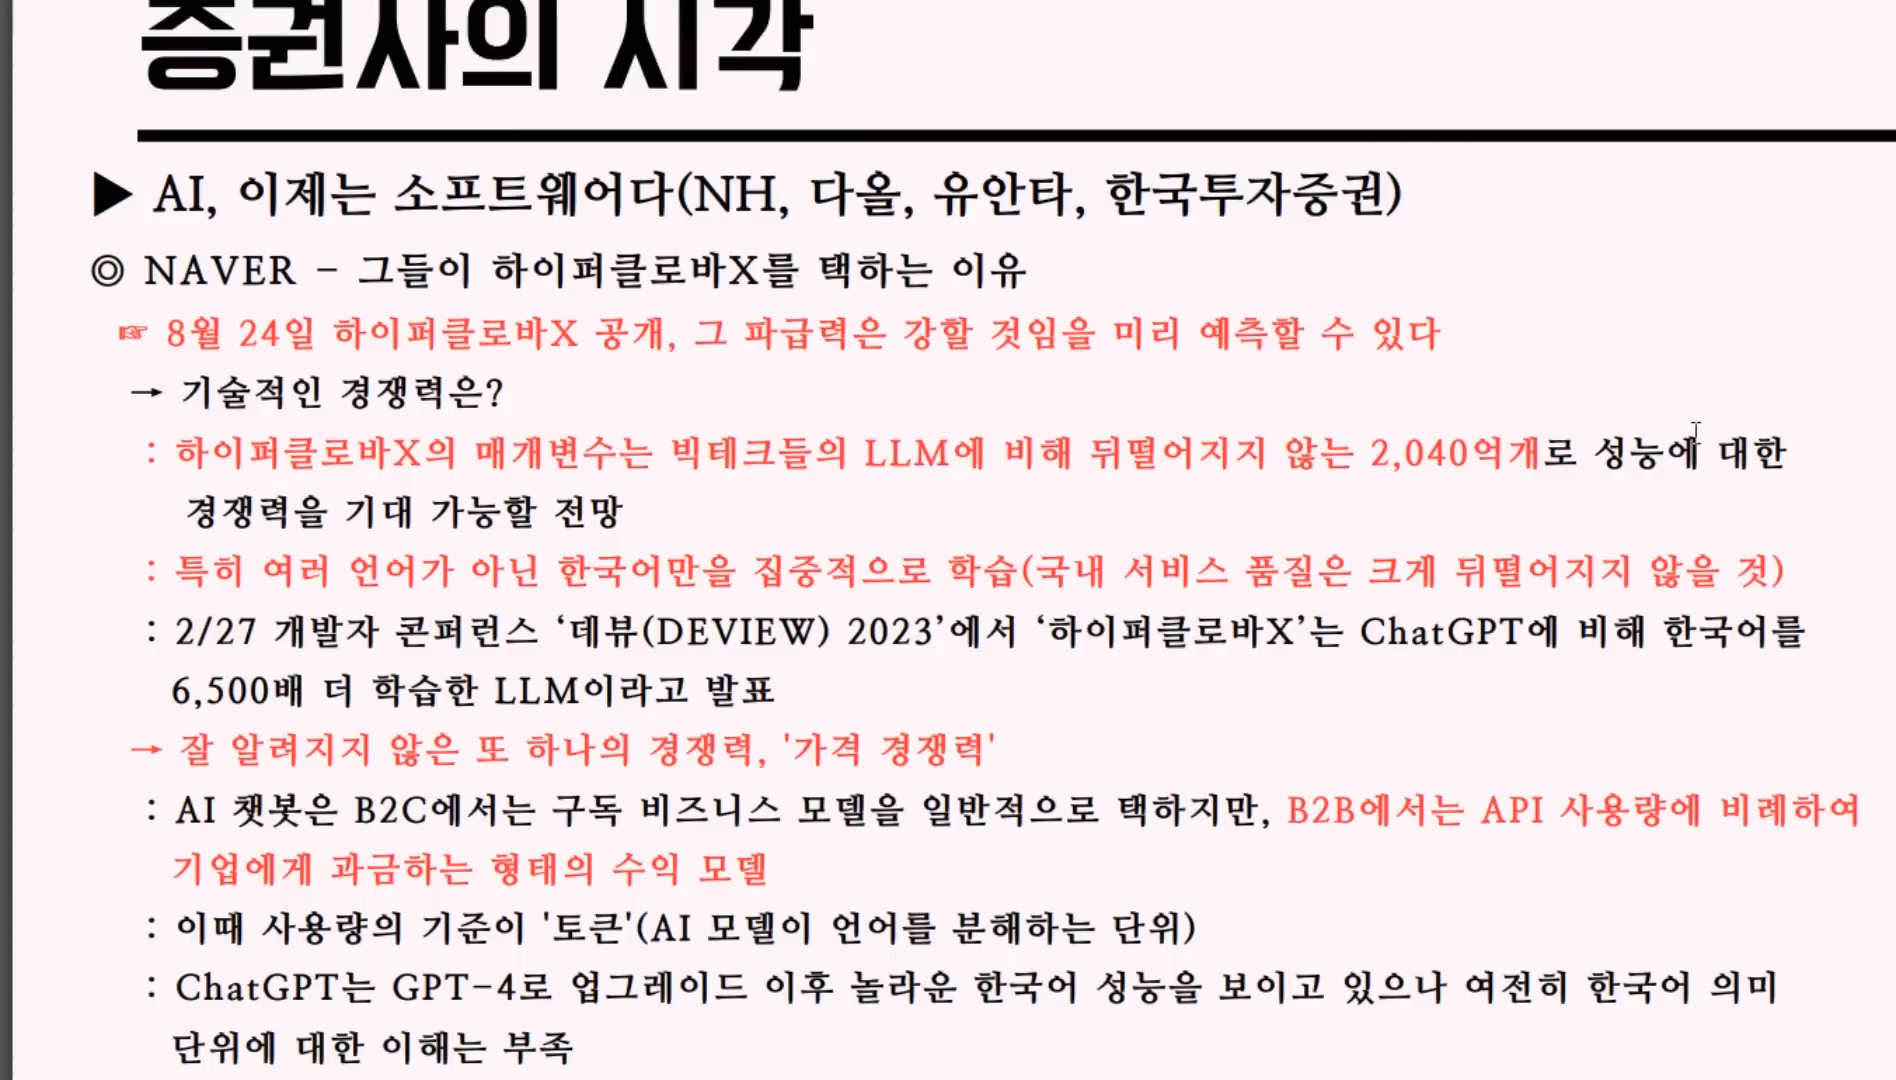 증권사의 시각
▶ AI, 이제는 소프트웨어다(NH, 다올, 유안타, 한국투자증권)
◎ NAVER - 그들이 하이퍼클로바X를 택하는 이유
☞ 8월 24일 하이퍼클로바X 공개, 그 파급력은 강할 것임을 미리 예측할 수 있다
→ 기술적인 경쟁력은?
: 하이퍼클로바X의 매개변수는 빅테크들의 LLM에 비해 뒤떨어지지 않는 2,040억개로 성능에 대한
경쟁력을 기대 가능할 전망
: 특히 여러 언어가 아닌 한국어만을 집중적으로 학습(국내 서비스 품질은 크게 뒤떨어지지 않을 것)
: 2/27 개발자 콘퍼런스 ‘데뷰(DEVIEW) 2023’에서 ‘하이퍼클로바X’는 ChatGPT에 비해 한국어를
6,500배 더 학습한 LLM이라고 발표
→ 잘 알려지지 않은 또 하나의 경쟁력, '가격 경쟁력'
: AI 챗봇은 B2C에서는 구독 비즈니스 모델을 일반적으로 택하지만, B2B에서는 API 사용량에 비례하여
기업에게 과금하는 형태의 수익 모델
: 이때 사용량의 기준이 '토큰'(AI 모델이 언어를 분해하는 단위)
: ChatGPT는 GPT-4로 업그레이드 이후 놀라운 한국어 성능을 보이고 있으나 여전히 한국어 의미
단위에 대한 이해는 부족